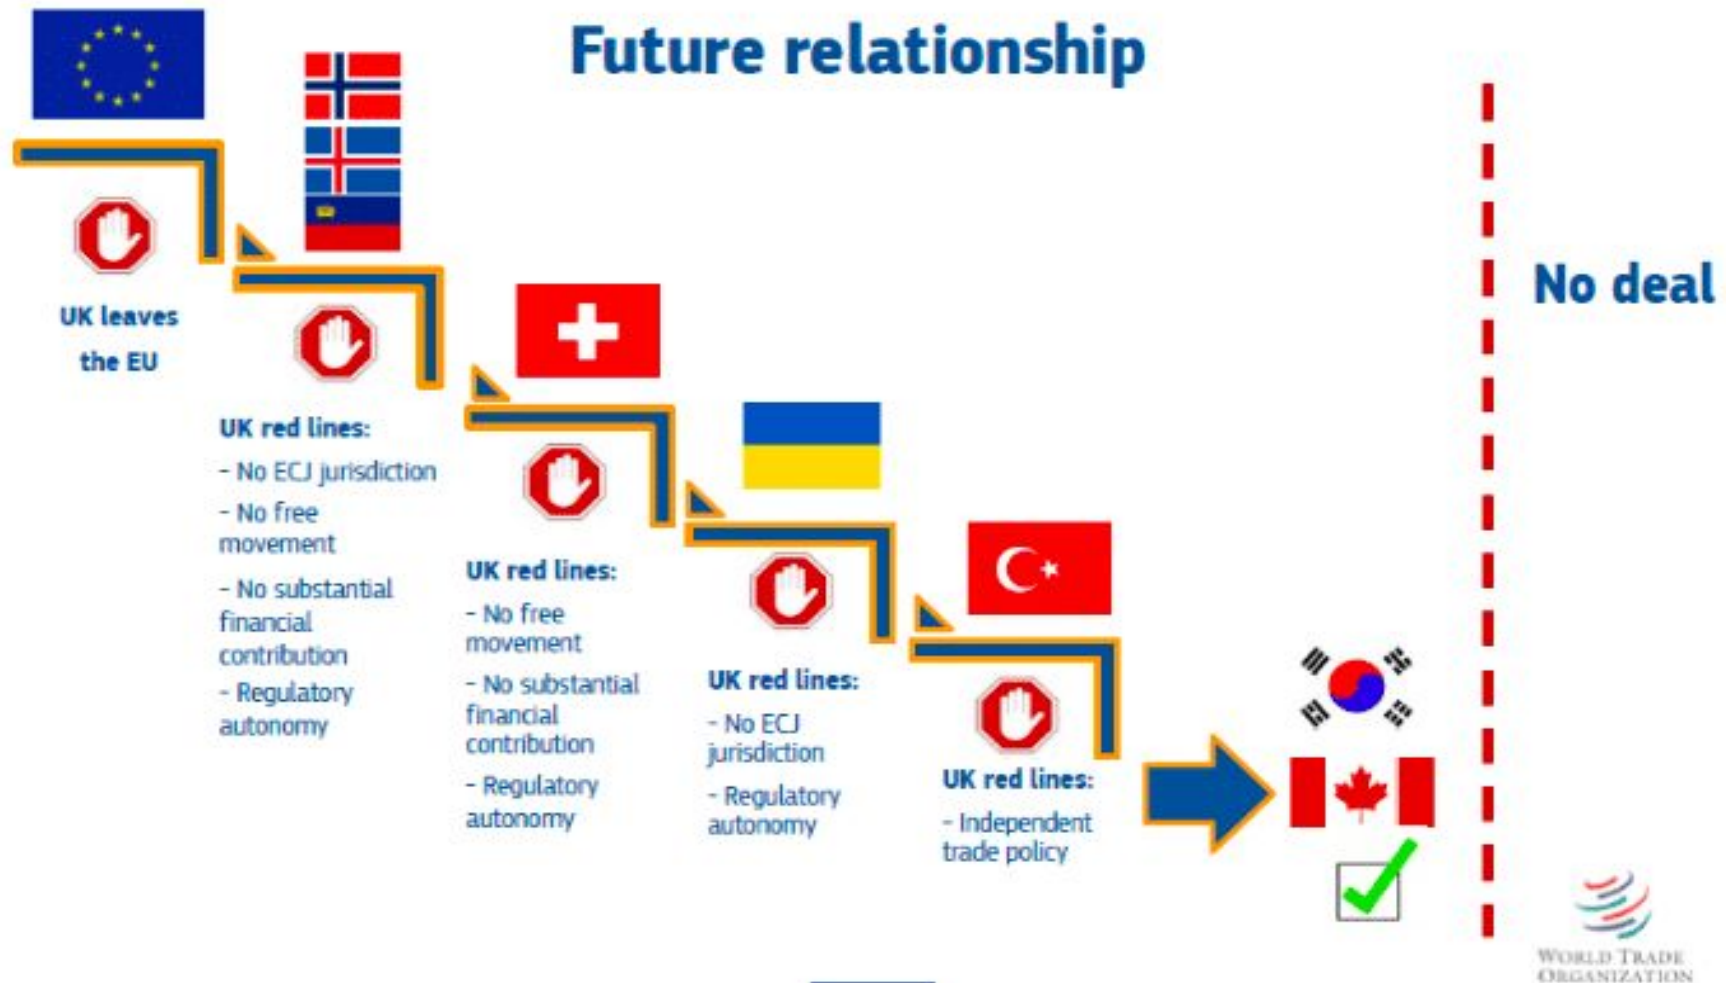 Future relationship
No deal
UK leaves
the EU
UK red lines:
- No ECJ jurisdiction
- No free
movement
- No substantial
financial
contribution
- Regulatory
autonomy
UK red lines:
- No free
movement
- No substantial
financial
contribution
- Regulatory
autonomy
UK red lines:
- No ECJ
jurisdiction
- Regulatory
autonomy
UK red lines:
- Independent
trade policy
WORLD TRADE
ORGANIZATION